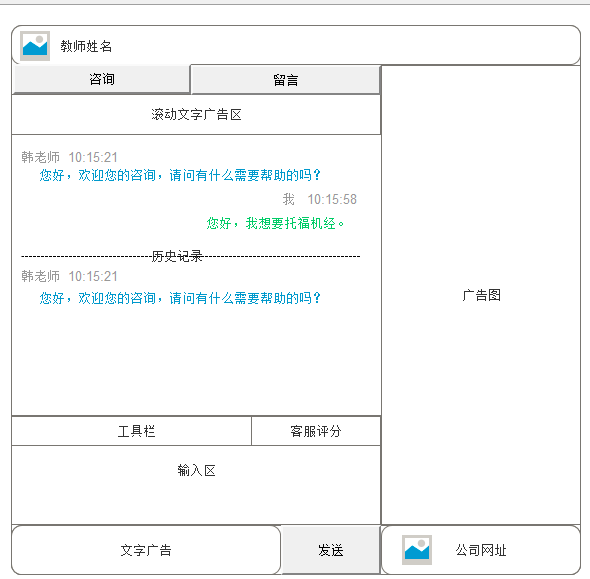 教师姓名
咨询
留言
滚动文字广告区
韩老师 10:15:21
您好，欢迎您的咨询，请问有什么需要帮助的吗？
我 10:15:58
您好，我想要托福机经。
历史记录
韩老师 10:15:21
您好，欢迎您的咨询，请问有什么需要帮助的吗？
广告图
工具栏
客服评分
输入区
文字广告
发送
公司网址